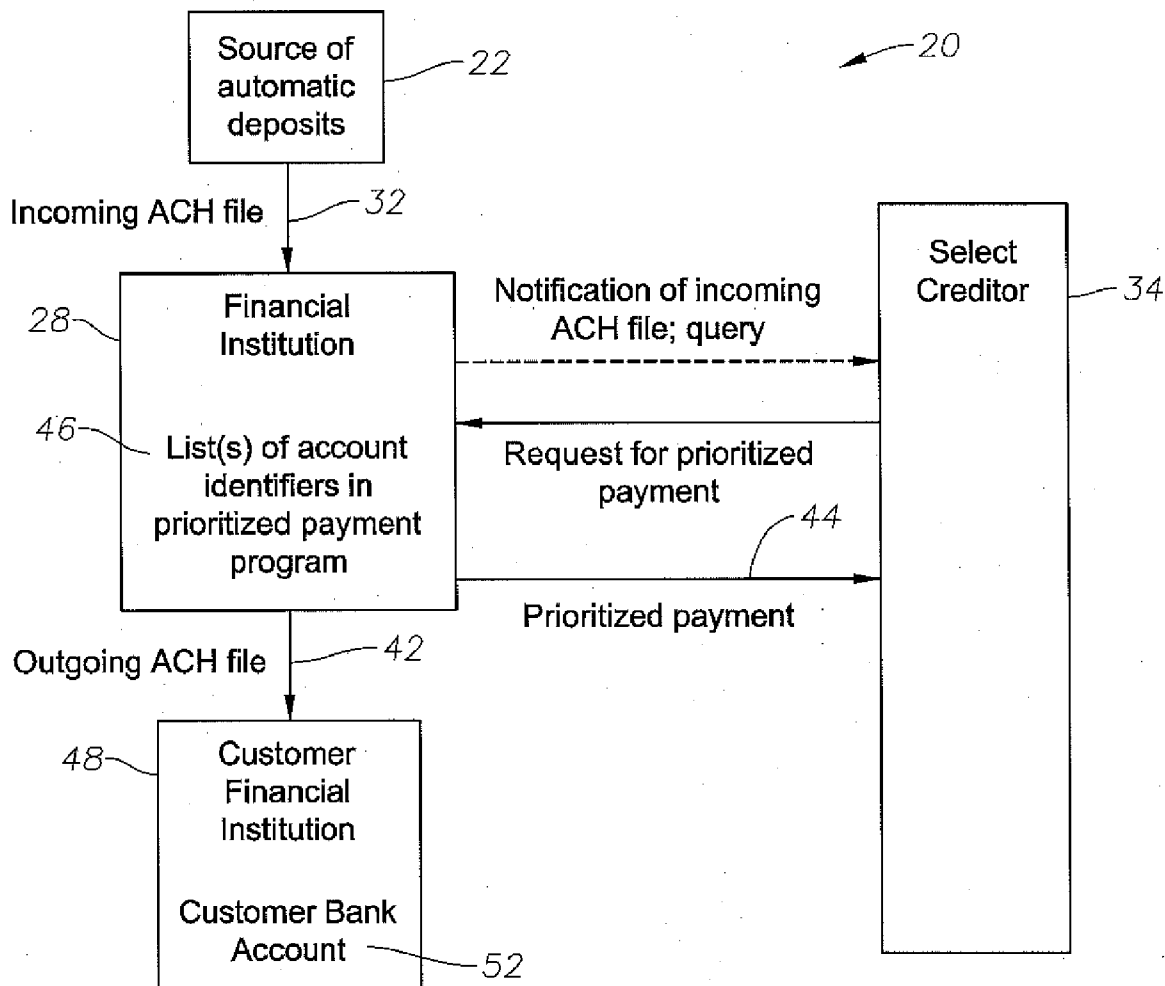 Source of
automatic
deposits
22
20
Incoming ACH file
32
Financial
Institution
28
Notification of incoming
ACH file; query
Select
Creditor
34
46
List(s) of account
identifiers in
prioritized payment
program
Request for prioritized
payment
44
Prioritized payment
Outgoing ACH file
42
48
Customer
Financial
Institution
Customer Bank
Account
52